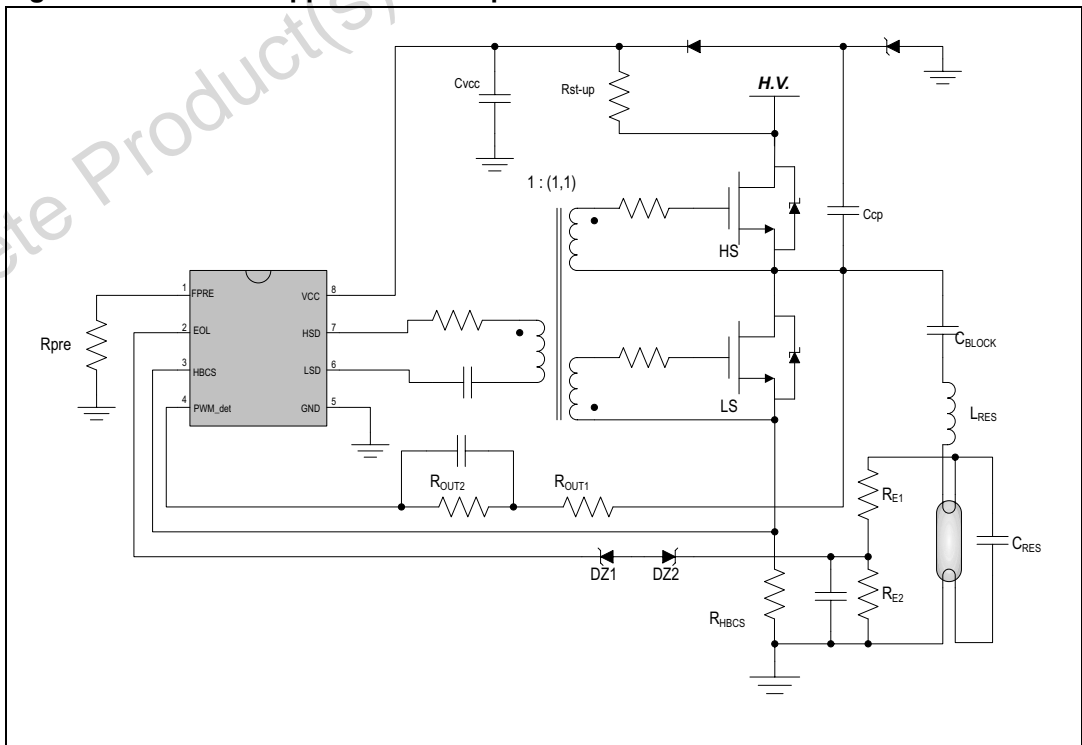 ete Product(s)
Cvcc
Rst-up
H.V.
1 : (1,1)
HS
Ccp
1
FPRE
VCC
8
Rpre
2
EOL
HSD
7
3
HBCS
LSD
6
4
PWM_det
GND
5
LS
CBLOCK
LRES
ROUT2
ROUT1
RE1
CRES
DZ1
DZ2
RE2
RHBCS